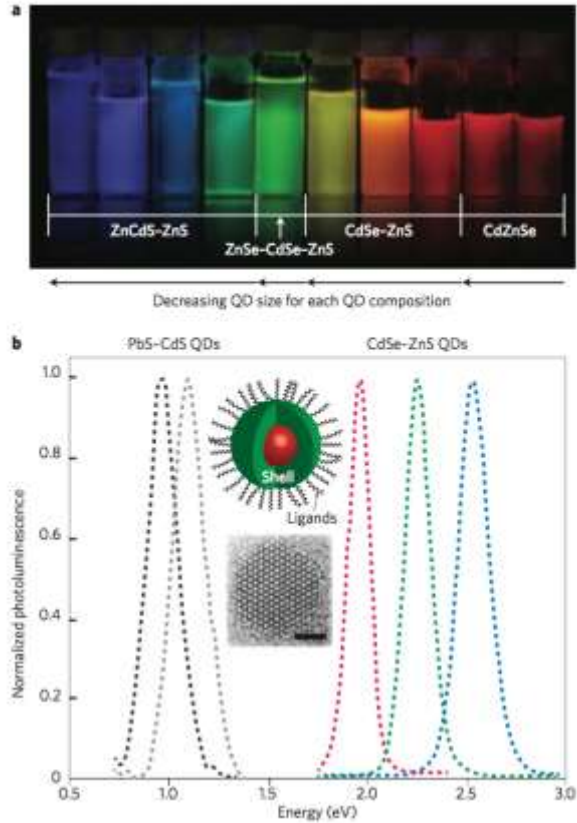 a
ZnCdS–ZnS
ZnSe–CdSe–ZnS
CdSe–ZnS
CdZnSe
Decreasing QD size for each QD composition
b
PbS–CdS QDs
CdSe–ZnS QDs
1.0
0.8
0.6
0.4
0.2
0
Normalized photoluminescence
Shell
Ligands
0.5
1.0
1.5
2.0
2.5
3.0
Energy (eV)